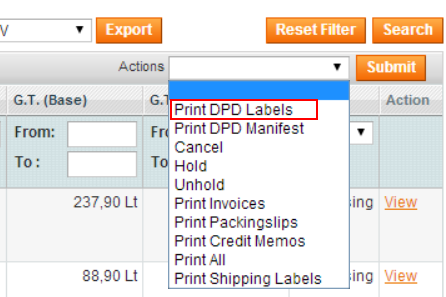 V Export Reset Filter Search
Actions Submit
G.T. (Base) G.T Action
From: Fr
To : To
Print DPD Labels
Print DPD Manifest
Cancel
Hold
Unhold
Print Invoices
Print Packingslips
Print Credit Memos
Print All
Print Shipping Labels
237,90 Lt sing View
88,90 Lt sing View